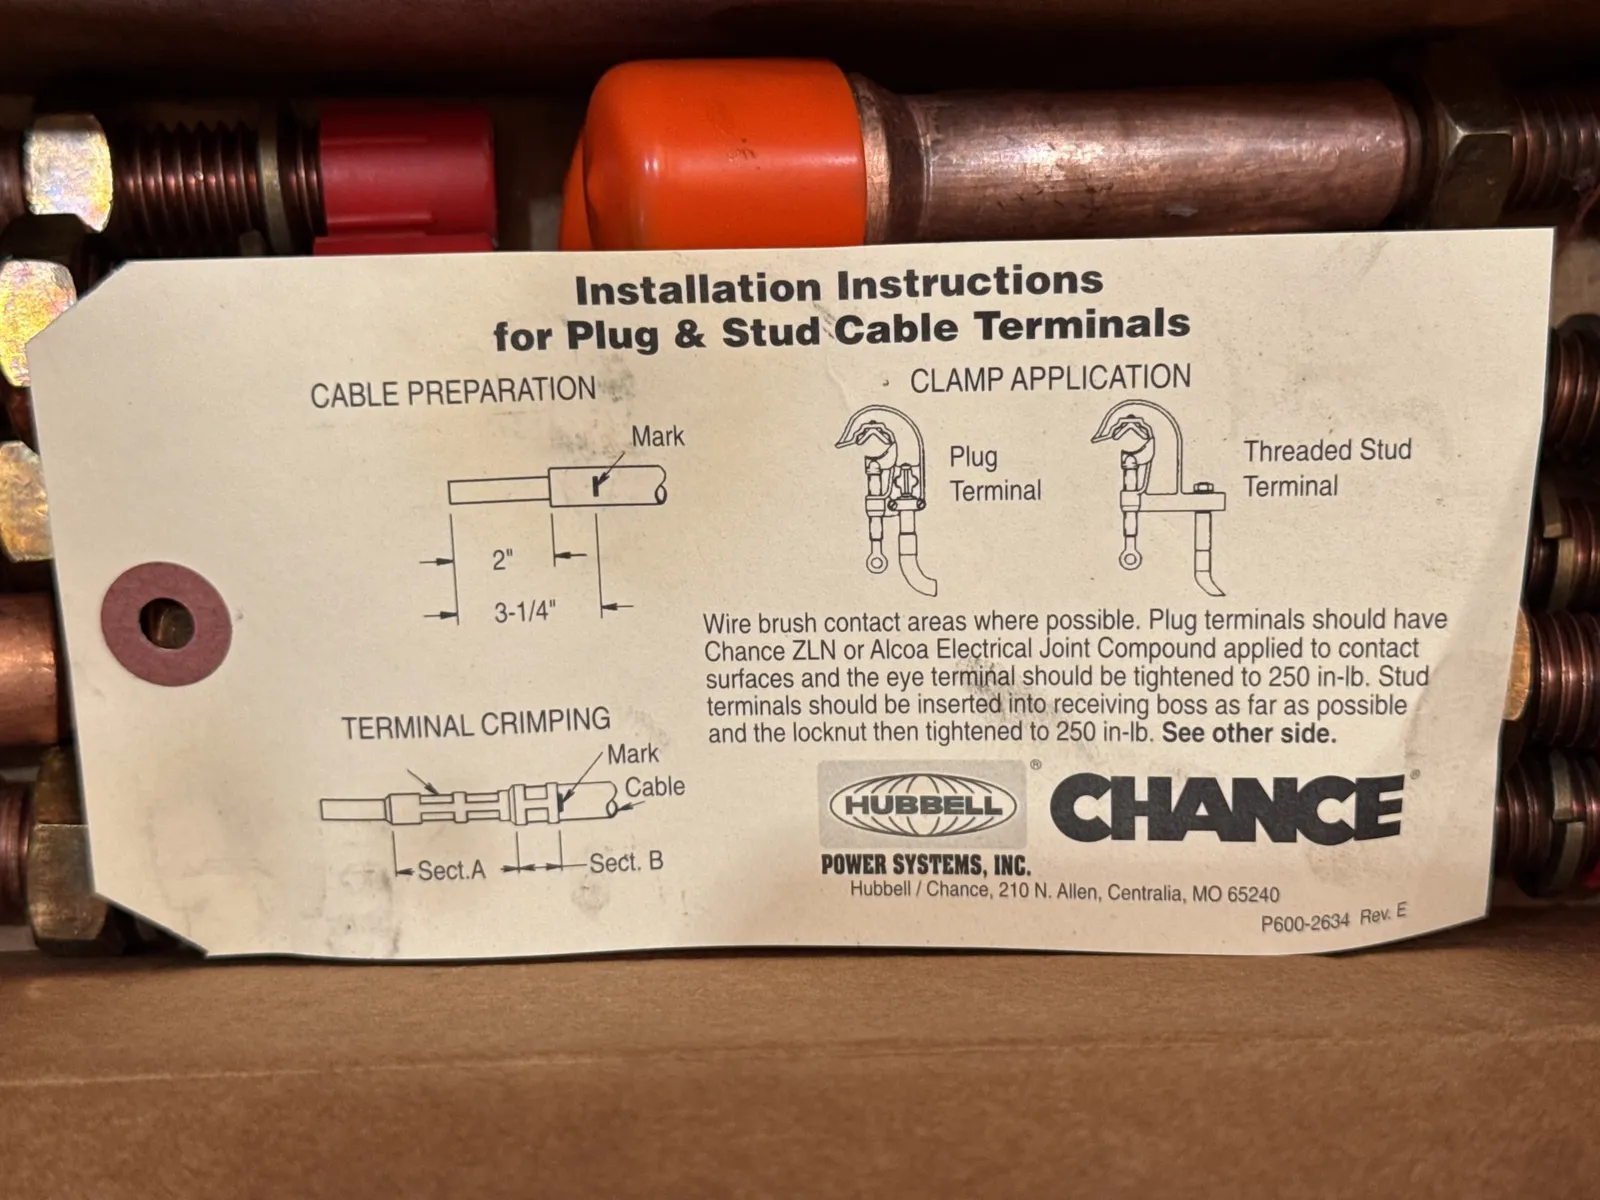 Installation Instructions
for Plug & Stud Cable Terminals
CABLE PREPARATION
Mark
2"
3-1/4"
TERMINAL CRIMPING
Mark
Cable
Sect.A
Sect. B
CLAMP APPLICATION
Plug
Terminal
Threaded Stud
Terminal
Wire brush contact areas where possible. Plug terminals should have
Chance ZLN or Alcoa Electrical Joint Compound applied to contact
surfaces and the eye terminal should be tightened to 250 in-lb. Stud
terminals should be inserted into receiving boss as far as possible
and the locknut then tightened to 250 in-lb. See other side.
HUBBELL ®
POWER SYSTEMS, INC.
CHANCE ®
Hubbell / Chance, 210 N. Allen, Centralia, MO 65240
P600-2634 Rev. E